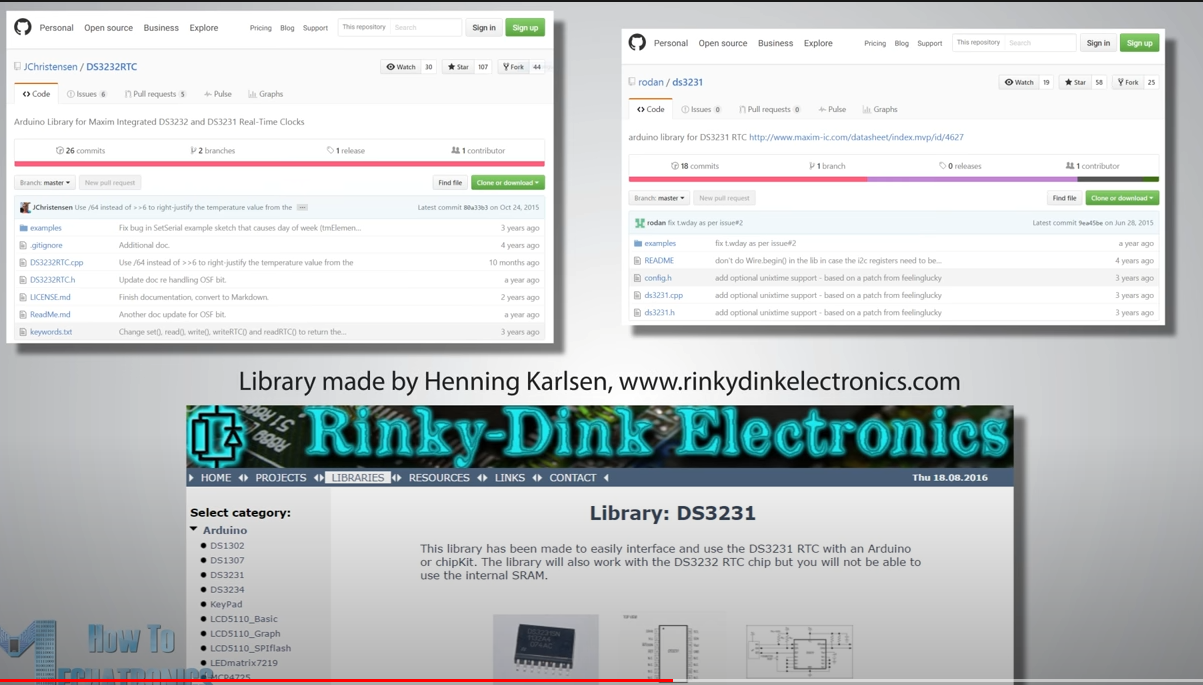 Personal Open source Business Explore Pricing Blog Support This repository Search Sign in Sign up
JChristensen / DS3232RTC Watch 30 Star 107 Fork 44
Code Issues 6 Pull requests 5 Pulse Graphs
Arduino Library for Maxim Integrated DS3232 and DS3231 Real-Time Clocks
26 commits 2 branches 1 release 1 contributor
Branch: master New pull request Find file Clone or download
JChristensen Use /64 instead of >>6 to right-justify the temperature value from the Latest commit 80a33b3 on Oct 24, 2015
examples Fix bug in SetSerial example sketch that causes day of week (tmElemen... 3 years ago
.gitignore Additional doc. 4 years ago
DS3232RTC.cpp Use /64 instead of >>6 to right-justify the temperature value from the 10 months ago
DS3232RTC.h Update doc re handling OSF bit. a year ago
LICENSE.md Finish documentation, convert to Markdown. 2 years ago
ReadMe.md Another doc update for OSF bit. a year ago
keywords.txt Change set(), read(), write(), writeRTC() and readRTC() to return the... 3 years ago
Personal Open source Business Explore Pricing Blog Support This repository Search Sign in Sign up
rodan / ds3231 Watch 19 Star 58 Fork 25
Code Issues 0 Pull requests 0 Pulse Graphs
arduino library for DS3231 RTC http://www.maxim-ic.com/datasheet/index.mvp/id/4627
18 commits 1 branch 0 releases 1 contributor
Branch: master New pull request Find file Clone or download
rodan fix t.wday as per issue#2 Latest commit 9ea45be on Jun 28, 2015
examples fix t.wday as per issue#2 a year ago
README don't do Wire.begin() in the lib in case the i2c registers need to be... 4 years ago
config.h add optional unixtime support - based on a patch from feelinglucky 3 years ago
ds3231.cpp add optional unixtime support - based on a patch from feelinglucky 3 years ago
ds3231.h add optional unixtime support - based on a patch from feelinglucky 3 years ago
Library made by Henning Karlsen, www.rinkydinkelectronics.com
Rinky-Dink Electronics
HOME PROJECTS LIBRARIES RESOURCES LINKS CONTACT Thu 18.08.2016
Select category:
Arduino
DS1302
DS1307
DS3231
DS3234
KeyPad
LCD5110_Basic
LCD5110_Graph
LCD5110_SPIflash
LEDmatrix7219
MCP4725
Library: DS3231
This library has been made to easily interface and use the DS3231 RTC with an Arduino
or chipKit. The library will also work with the DS3232 RTC chip but you will not be able to
use the internal SRAM.
How To
MECHATRONICS